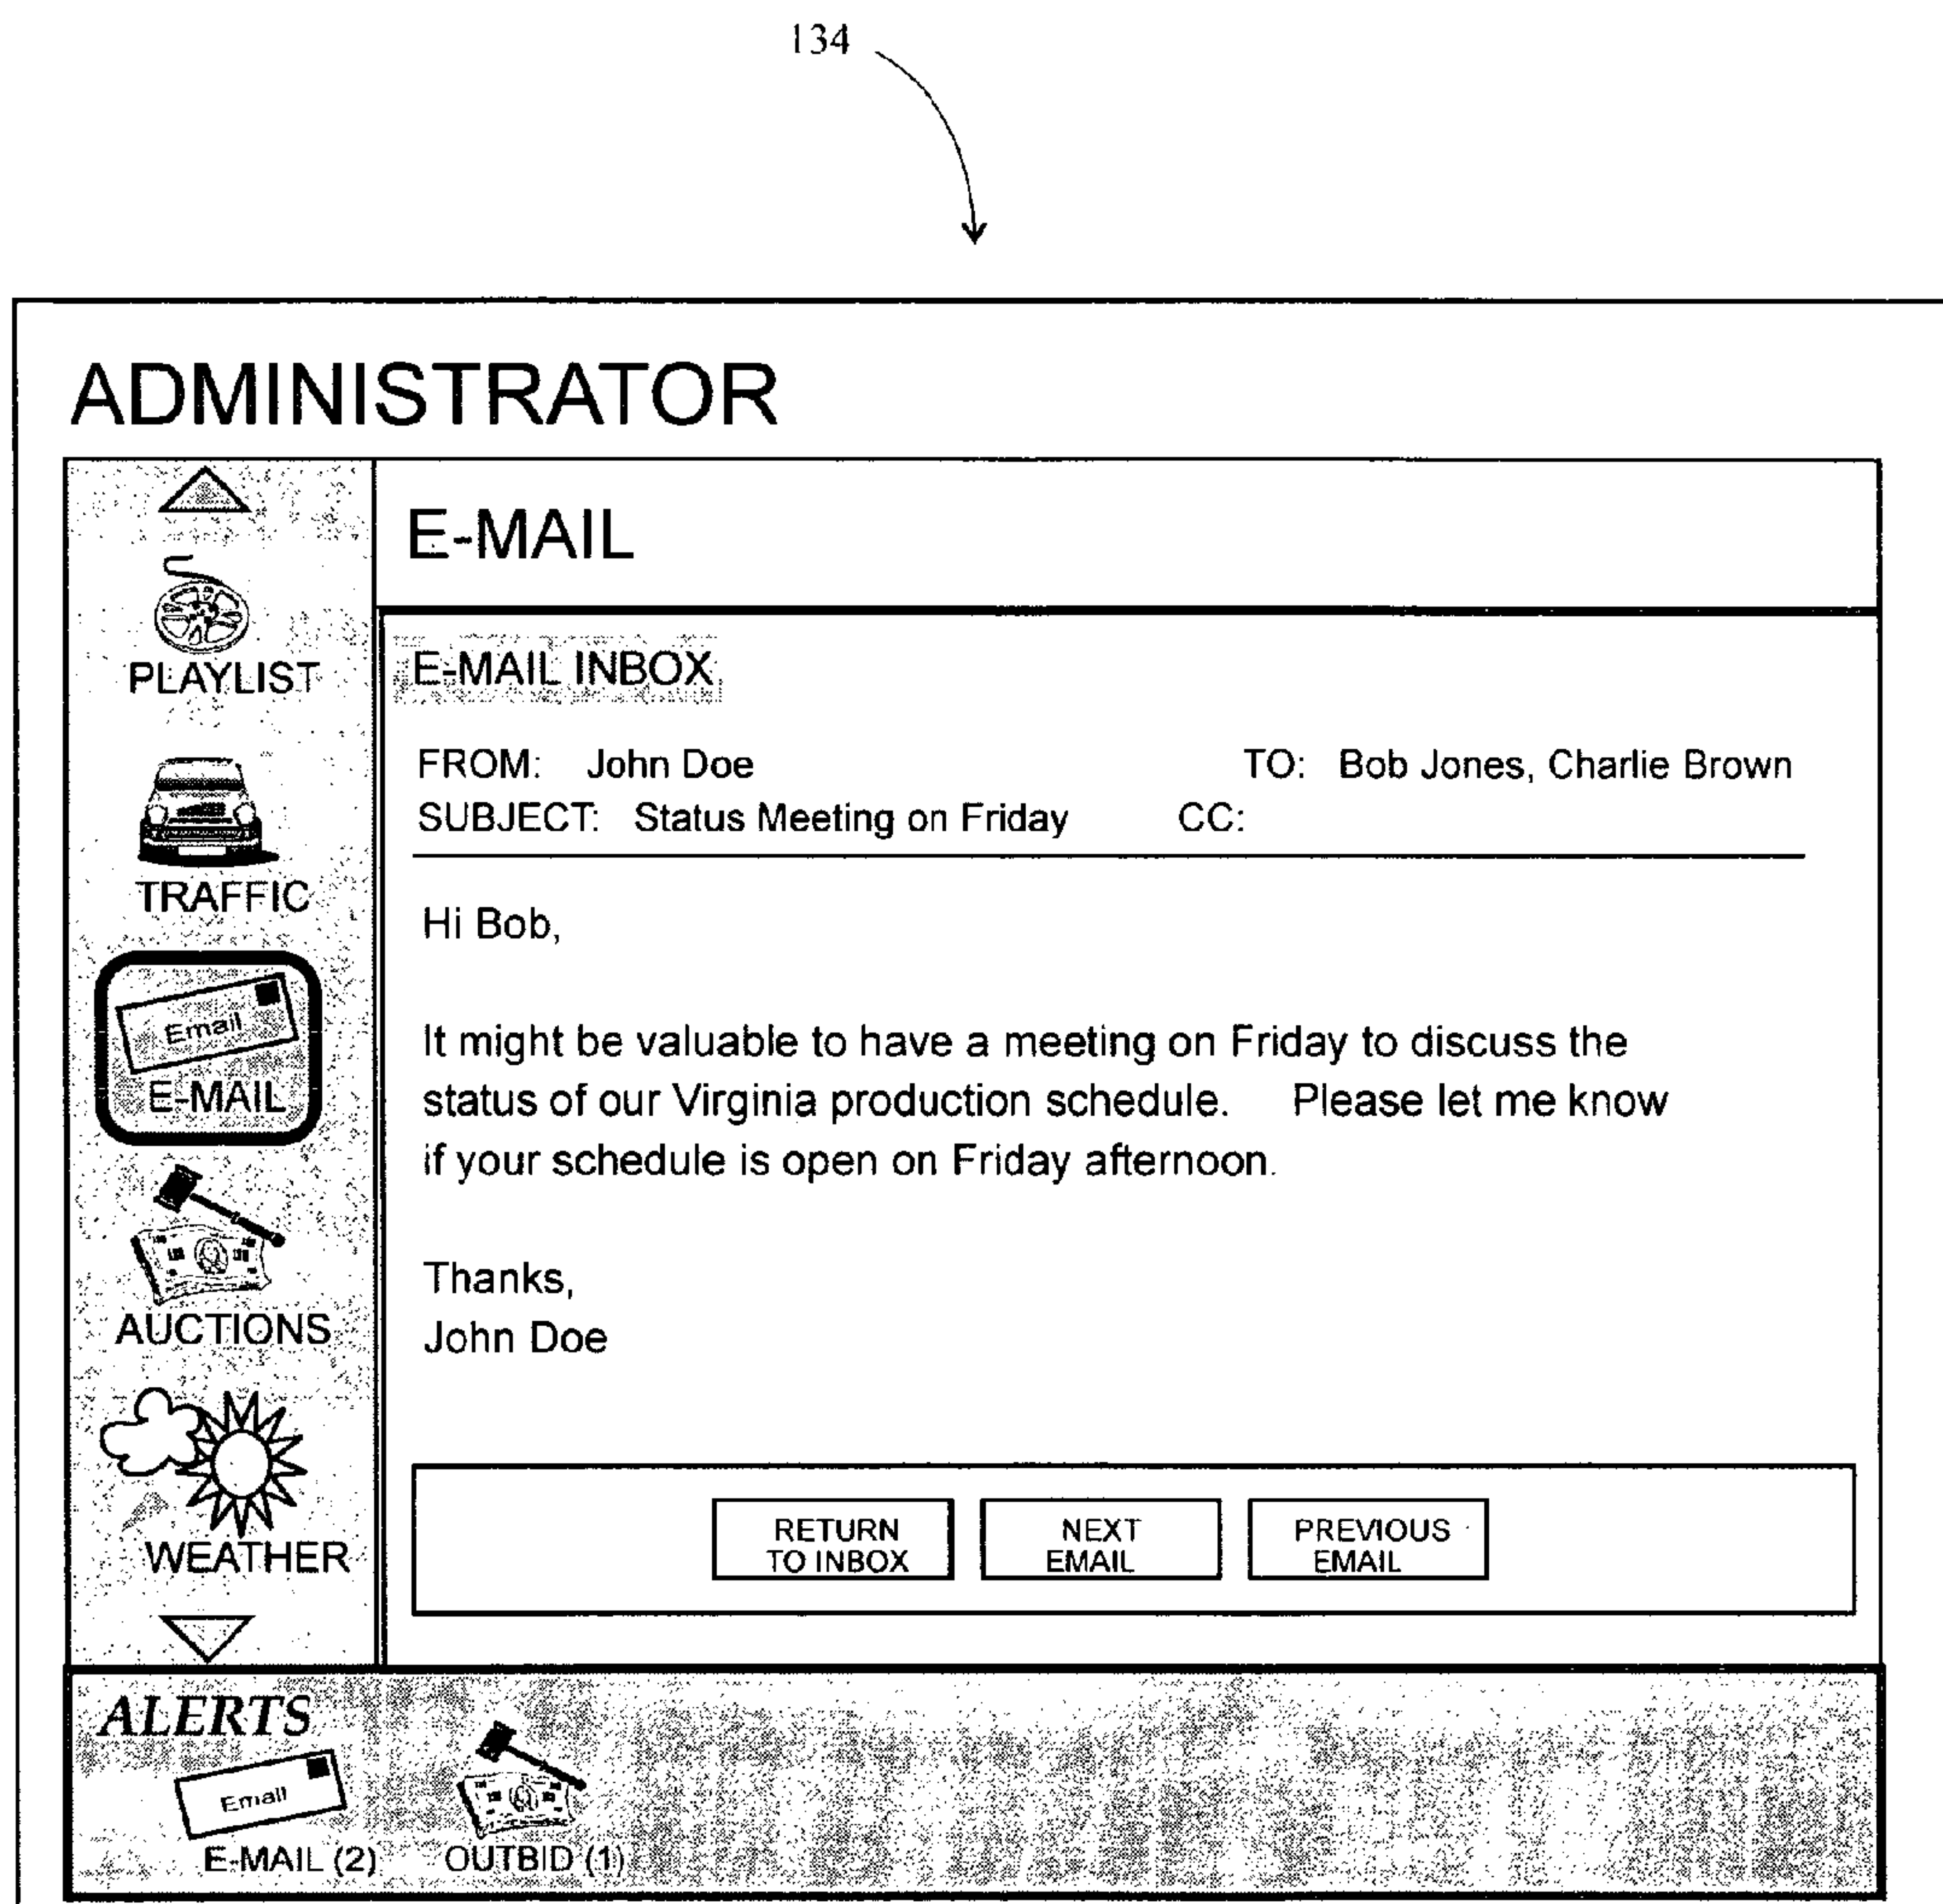 134
ADMINISTRATOR
PLAYLIST
TRAFFIC
Email
E-MAIL
AUCTIONS
WEATHER
E-MAIL
E-MAIL INBOX
FROM: John Doe TO: Bob Jones, Charlie Brown
SUBJECT: Status Meeting on Friday CC:
Hi Bob,
It might be valuable to have a meeting on Friday to discuss the
status of our Virginia production schedule. Please let me know
if your schedule is open on Friday afternoon.
Thanks,
John Doe
RETURN
TO INBOX
NEXT
EMAIL
PREVIOUS
EMAIL
ALERTS
Email
E-MAIL (2)
OUTBID (1)